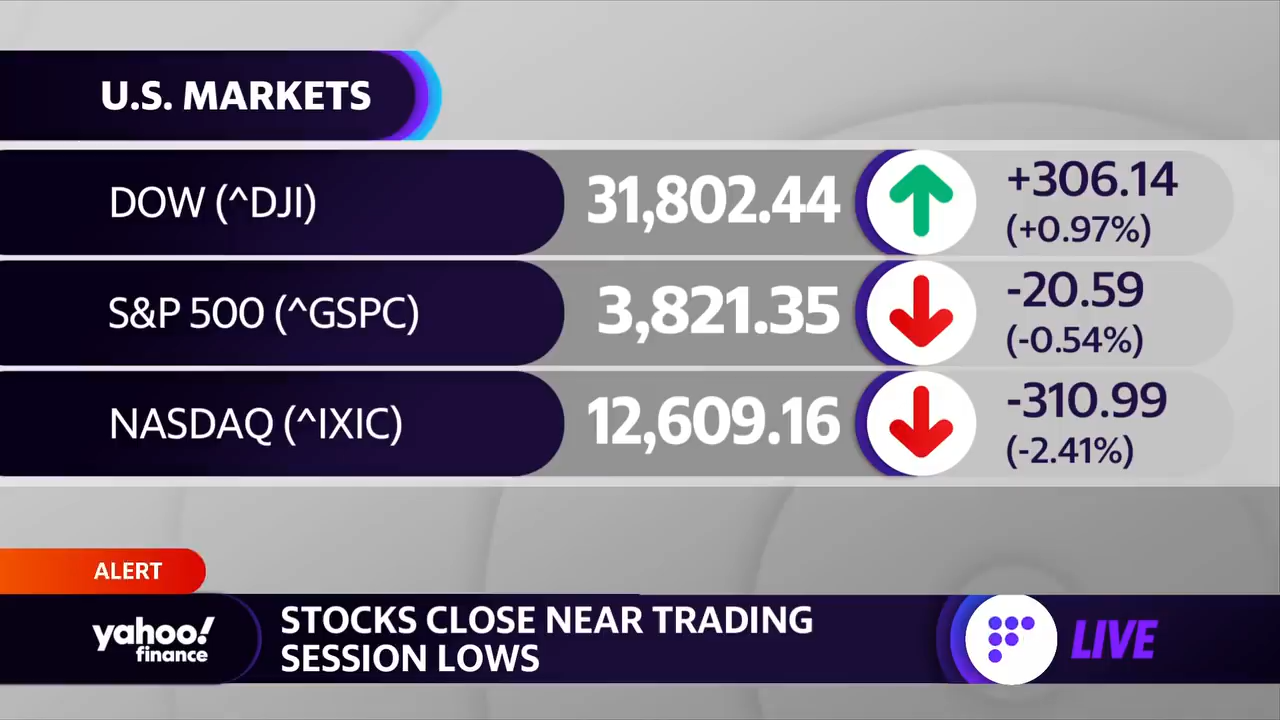 U.S. MARKETS
DOW (^DJI) 31,802.44 +306.14
(+0.97%)
S&P 500 (^GSPC) 3,821.35 -20.59
(-0.54%)
NASDAQ (^IXIC) 12,609.16 -310.99
(-2.41%)
ALERT
yahoo!
finance
STOCKS CLOSE NEAR TRADING
SESSION LOWS
LIVE